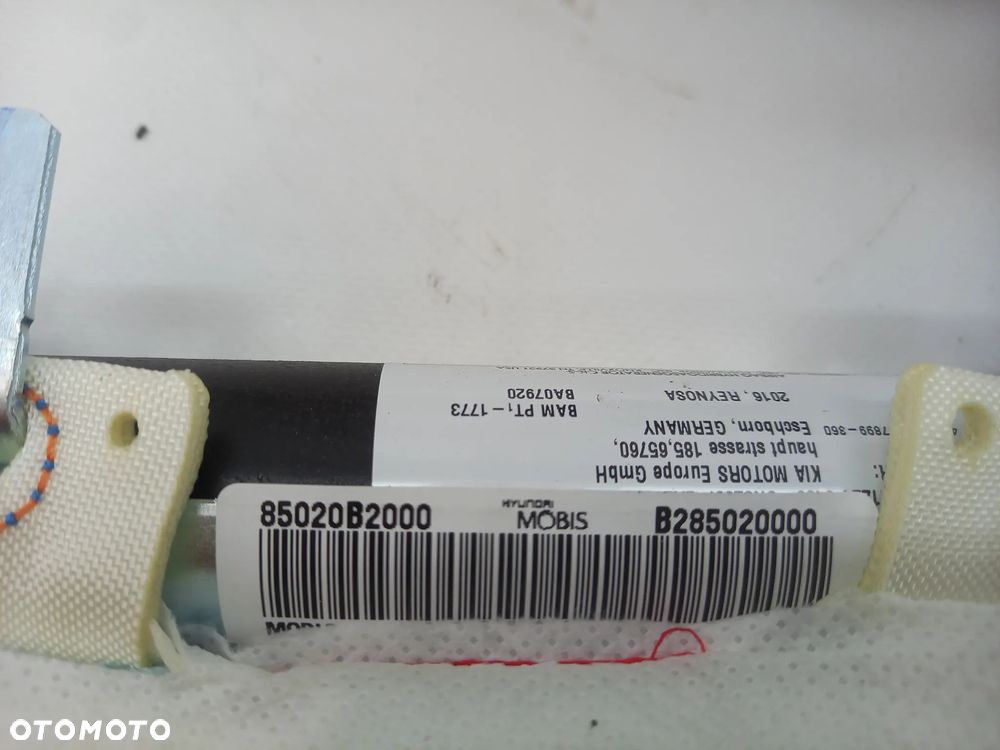 85020B2000
HYUNDAI
MOBIS
B285020000
KIA MOTORS Europe GmbH
haupt strasse 185,65760,
Eschborn, GERMANY
7899-360
BAM PT1-1773
BA07920
2016, REYNOSA
OTOMOTO